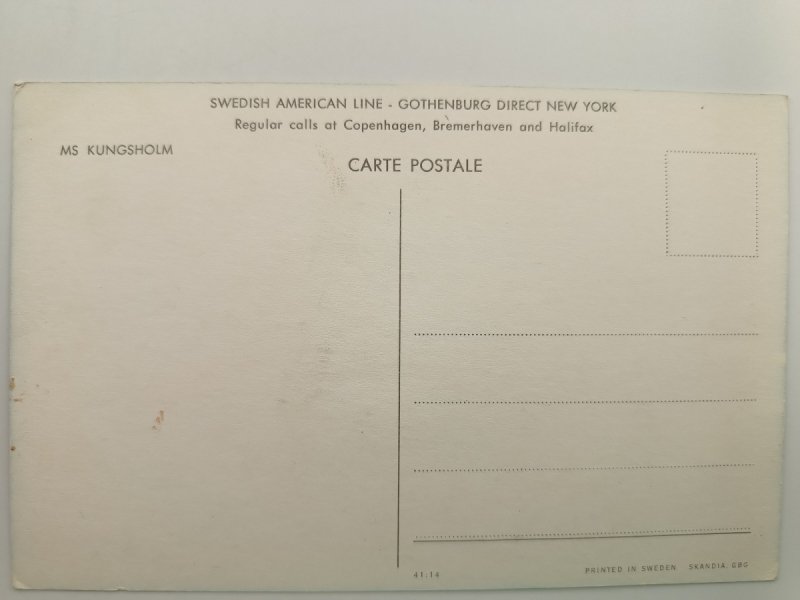 SWEDISH AMERICAN LINE - GOTHENBURG DIRECT NEW YORK
Regular calls at Copenhagen, Bremerhaven and Halifax
MS KUNGSHOLM
CARTE POSTALE
41:14
PRINTED IN SWEDEN. SKANDIA, GBG